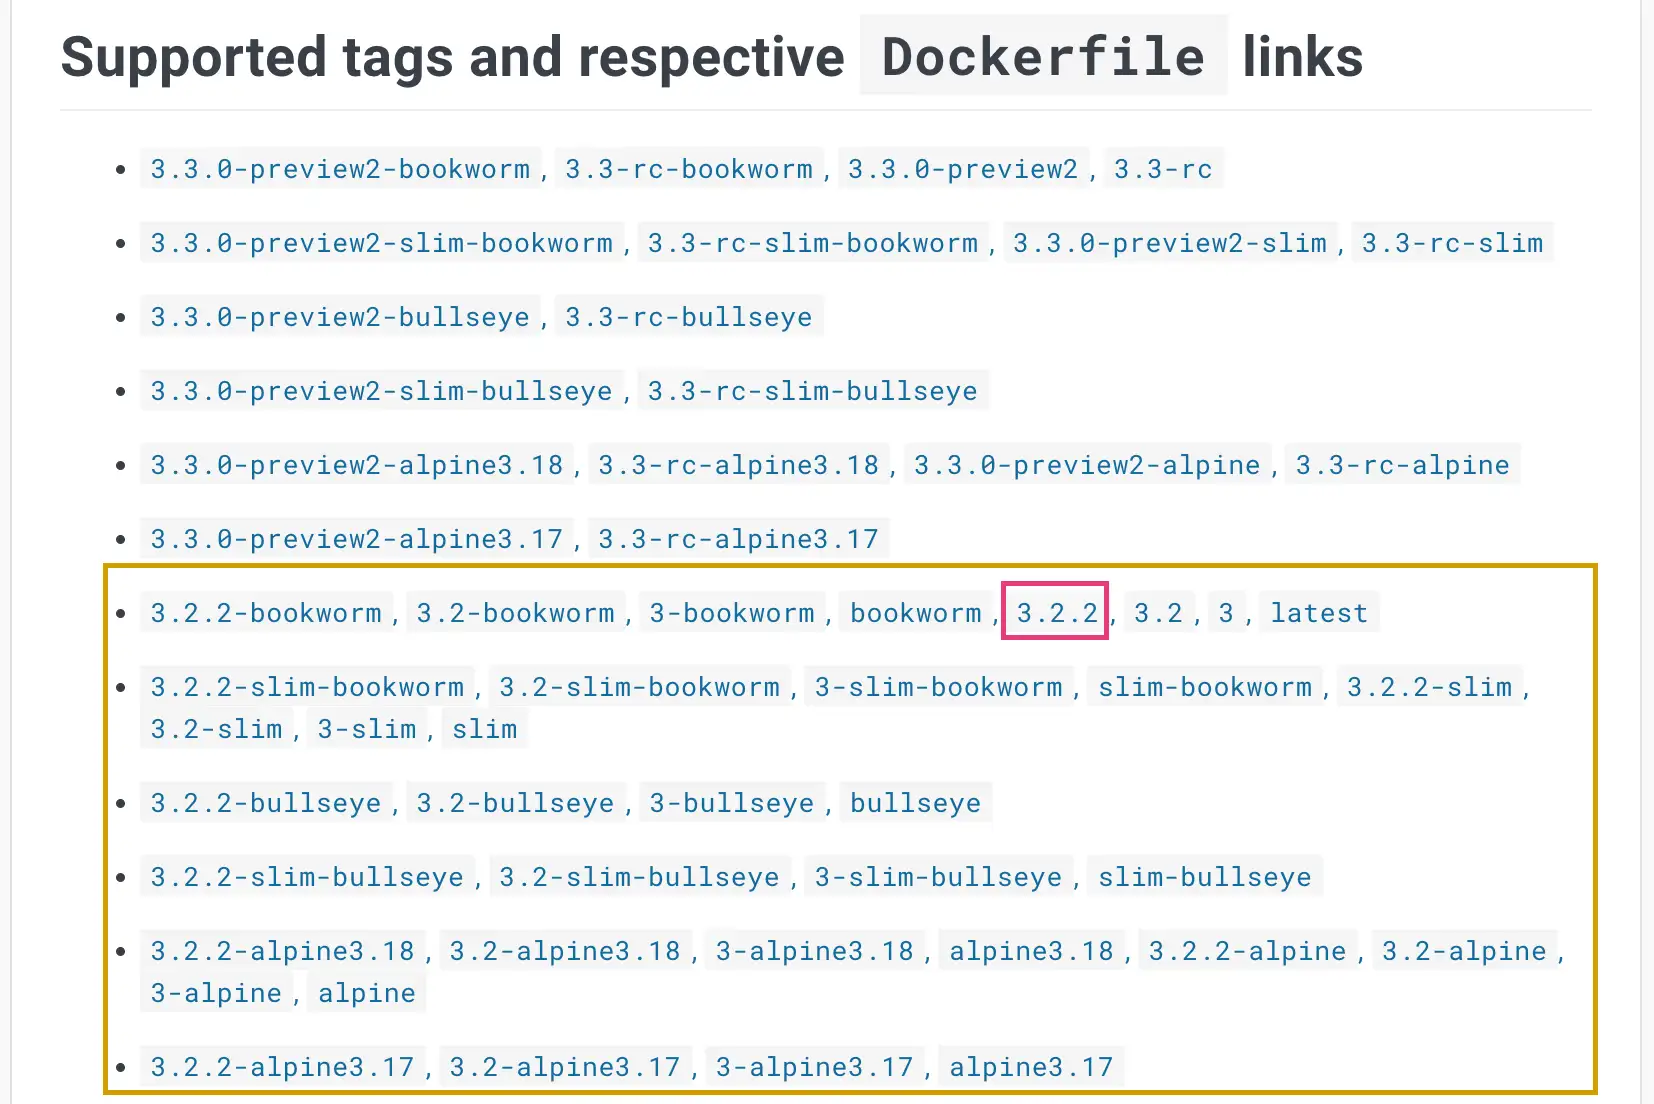 Supported tags and respective Dockerfile links
• 3.3.0-preview2-bookworm, 3.3-rc-bookworm, 3.3.0-preview2, 3.3-rc
• 3.3.0-preview2-slim-bookworm, 3.3-rc-slim-bookworm, 3.3.0-preview2-slim, 3.3-rc-slim
• 3.3.0-preview2-bullseye, 3.3-rc-bullseye
• 3.3.0-preview2-slim-bullseye, 3.3-rc-slim-bullseye
• 3.3.0-preview2-alpine3.18, 3.3-rc-alpine3.18, 3.3.0-preview2-alpine, 3.3-rc-alpine
• 3.3.0-preview2-alpine3.17, 3.3-rc-alpine3.17
• 3.2.2-bookworm, 3.2-bookworm, 3-bookworm, bookworm, 3.2.2, 3.2, 3, latest
• 3.2.2-slim-bookworm, 3.2-slim-bookworm, 3-slim-bookworm, slim-bookworm, 3.2.2-slim,
3.2-slim, 3-slim, slim
• 3.2.2-bullseye, 3.2-bullseye, 3-bullseye, bullseye
• 3.2.2-slim-bullseye, 3.2-slim-bullseye, 3-slim-bullseye, slim-bullseye
• 3.2.2-alpine3.18, 3.2-alpine3.18, 3-alpine3.18, alpine3.18, 3.2.2-alpine, 3.2-alpine,
3-alpine, alpine
• 3.2.2-alpine3.17, 3.2-alpine3.17, 3-alpine3.17, alpine3.17